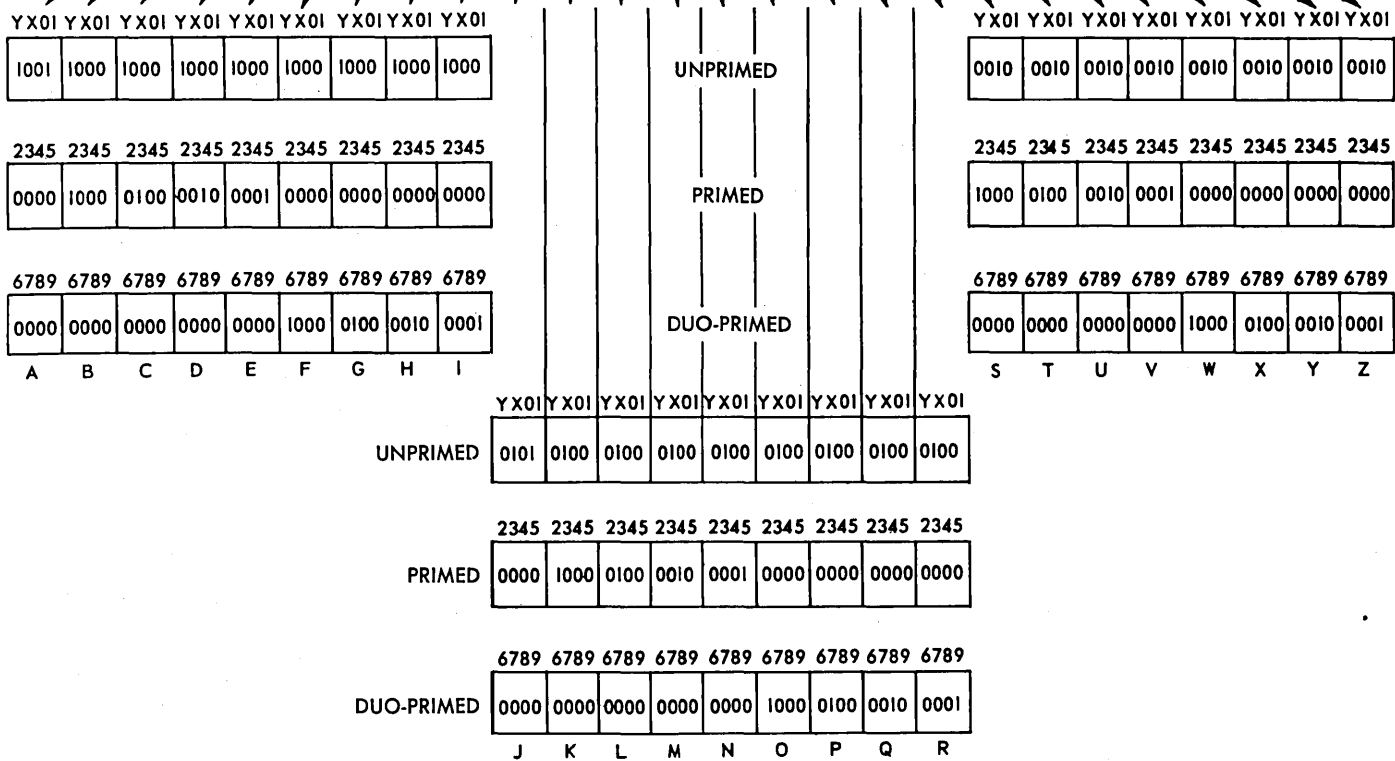 YX01 YX01 YX01 YX01 YX01 YX01 YX01 YX01 YX01 YX01 YX01 YX01 YX01 YX01 YX01 YX01 YX01
1001 1000 1000 1000 1000 1000 1000 1000 1000 UNPRIMED 0010 0010 0010 0010 0010 0010 0010 0010
2345 2345 2345 2345 2345 2345 2345 2345 2345 2345 2345 2345 2345 2345 2345 2345 2345
0000 1000 0100 0010 0001 0000 0000 0000 0000 PRIMED 1000 0100 0010 0001 0000 0000 0000 0000
6789 6789 6789 6789 6789 6789 6789 6789 6789 6789 6789 6789 6789 6789 6789 6789 6789
0000 0000 0000 0000 0000 1000 0100 0010 0001 DUO-PRIMED 0000 0000 0000 0000 1000 0100 0010 0001
A B C D E F G H I S T U V W X Y Z
YX01 YX01 YX01 YX01 YX01 YX01 YX01 YX01 YX01
UNPRIMED 0101 0100 0100 0100 0100 0100 0100 0100 0100
2345 2345 2345 2345 2345 2345 2345 2345 2345
PRIMED 0000 1000 0100 0010 0001 0000 0000 0000 0000
6789 6789 6789 6789 6789 6789 6789 6789 6789
DUO-PRIMED 0000 0000 0000 0000 0000 1000 0100 0010 0001
J K L M N O P Q R